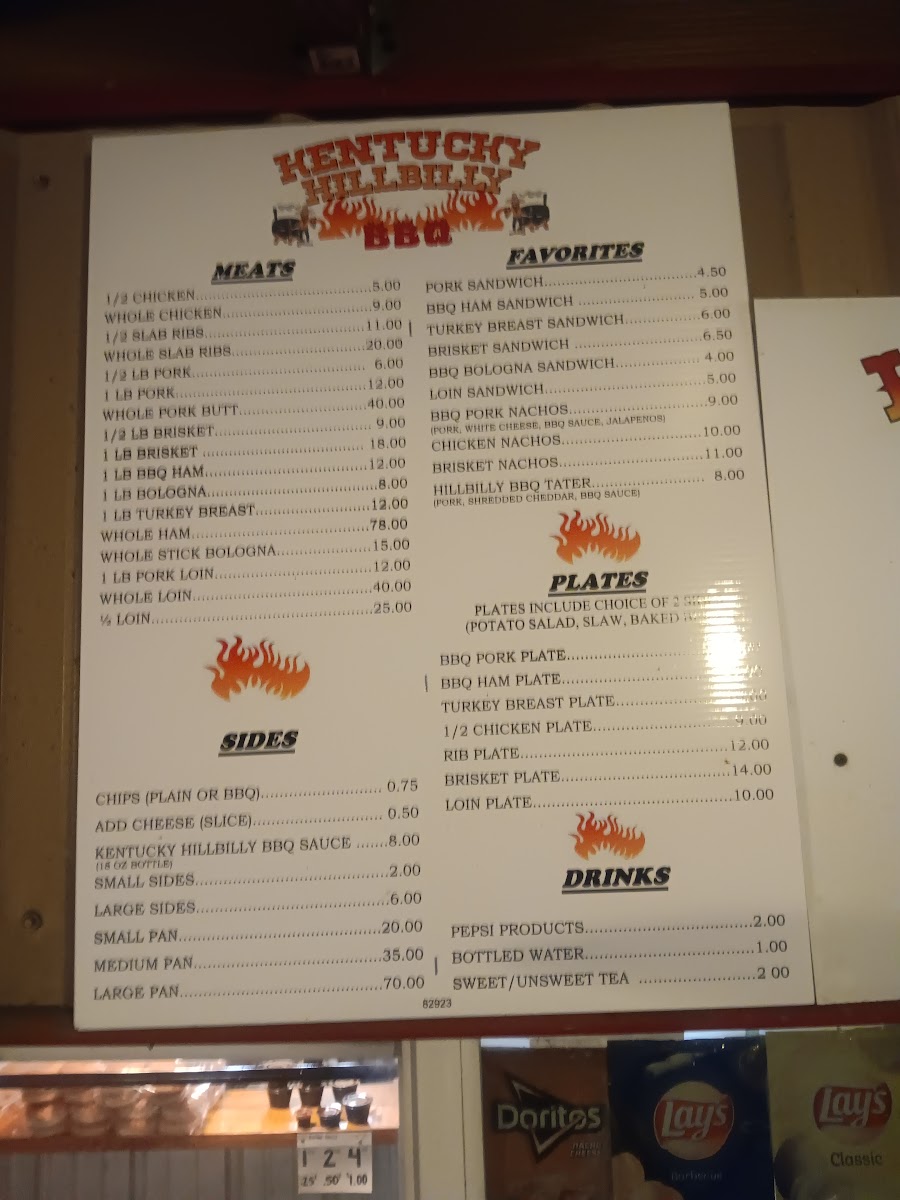 KENTUCKY
HILLBILLY
BBQ
MEATS
1/2 CHICKEN 5.00
WHOLE CHICKEN 9.00
1/2 SLAB RIBS 11.00
WHOLE SLAB RIBS 20.00
1/2 LB PORK 6.00
1 LB PORK 12.00
WHOLE PORK BUTT 40.00
1/2 LB BRISKET 9.00
1 LB BRISKET 18.00
1 LB BBQ HAM 12.00
1 LB BOLOGNA 8.00
1 LB TURKEY BREAST 12.00
WHOLE HAM 78.00
WHOLE STICK BOLOGNA 15.00
1 LB PORK LOIN 12.00
WHOLE LOIN 40.00
½ LOIN 25.00
SIDES
CHIPS (PLAIN OR BBQ) 0.75
ADD CHEESE (SLICE) 0.50
KENTUCKY HILLBILLY BBQ SAUCE 8.00
(18 OZ BOTTLE)
SMALL SIDES 2.00
LARGE SIDES 6.00
SMALL PAN 20.00
MEDIUM PAN 35.00
LARGE PAN 70.00
FAVORITES
PORK SANDWICH 4.50
BBQ HAM SANDWICH 5.00
TURKEY BREAST SANDWICH 6.00
BRISKET SANDWICH 6.50
BBQ BOLOGNA SANDWICH 4.00
LOIN SANDWICH 5.00
BBQ PORK NACHOS 9.00
(PORK, WHITE CHEESE, BBQ SAUCE, JALAPENOS)
CHICKEN NACHOS 10.00
BRISKET NACHOS 11.00
HILLBILLY BBQ TATER 8.00
(PORK, SHREDDED CHEDDAR, BBQ SAUCE)
PLATES
PLATES INCLUDE CHOICE OF 2
(POTATO SALAD, SLAW, BAKED
BBQ PORK PLATE
BBQ HAM PLATE
TURKEY BREAST PLATE
1/2 CHICKEN PLATE 9.00
RIB PLATE 12.00
BRISKET PLATE 14.00
LOIN PLATE 10.00
DRINKS
PEPSI PRODUCTS 2.00
BOTTLED WATER 1.00
SWEET/UNSWEET TEA 2 00
82923
1 2 4
.25 .50 $1.00
Doritos
NACHO
CHEESE
Lay's
Barbecue
Lay's
Classic